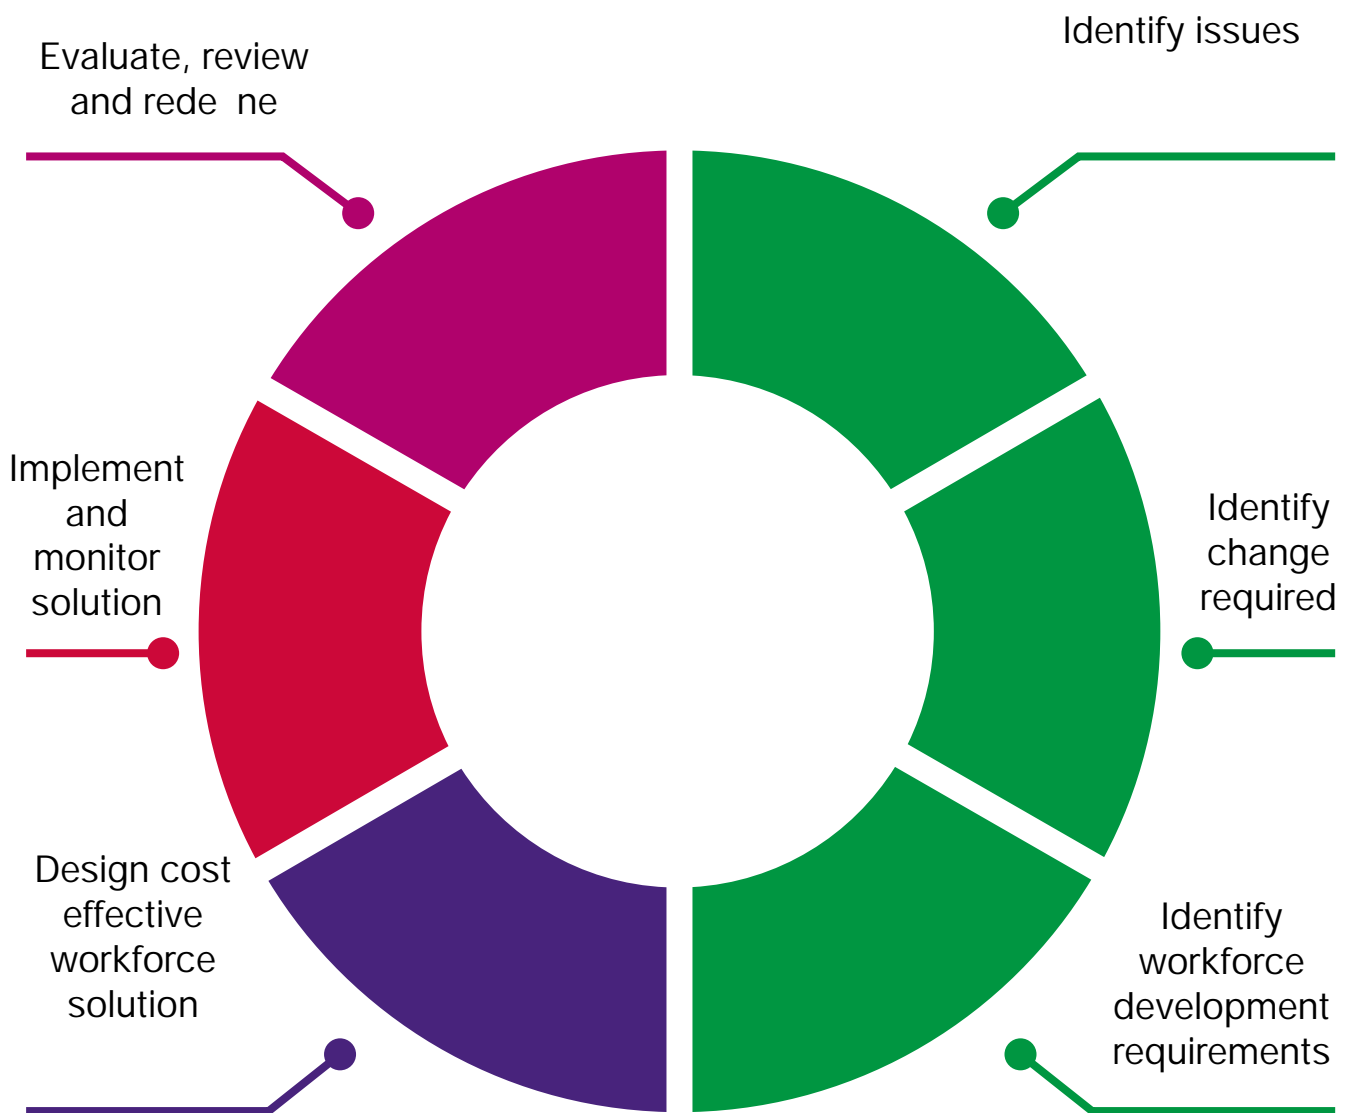 Identify issues
Evaluate, review
and rede ne
Implement
and
monitor
solution
Identify
change
required
Design cost
effective
workforce
solution
Identify
workforce
development
requirements